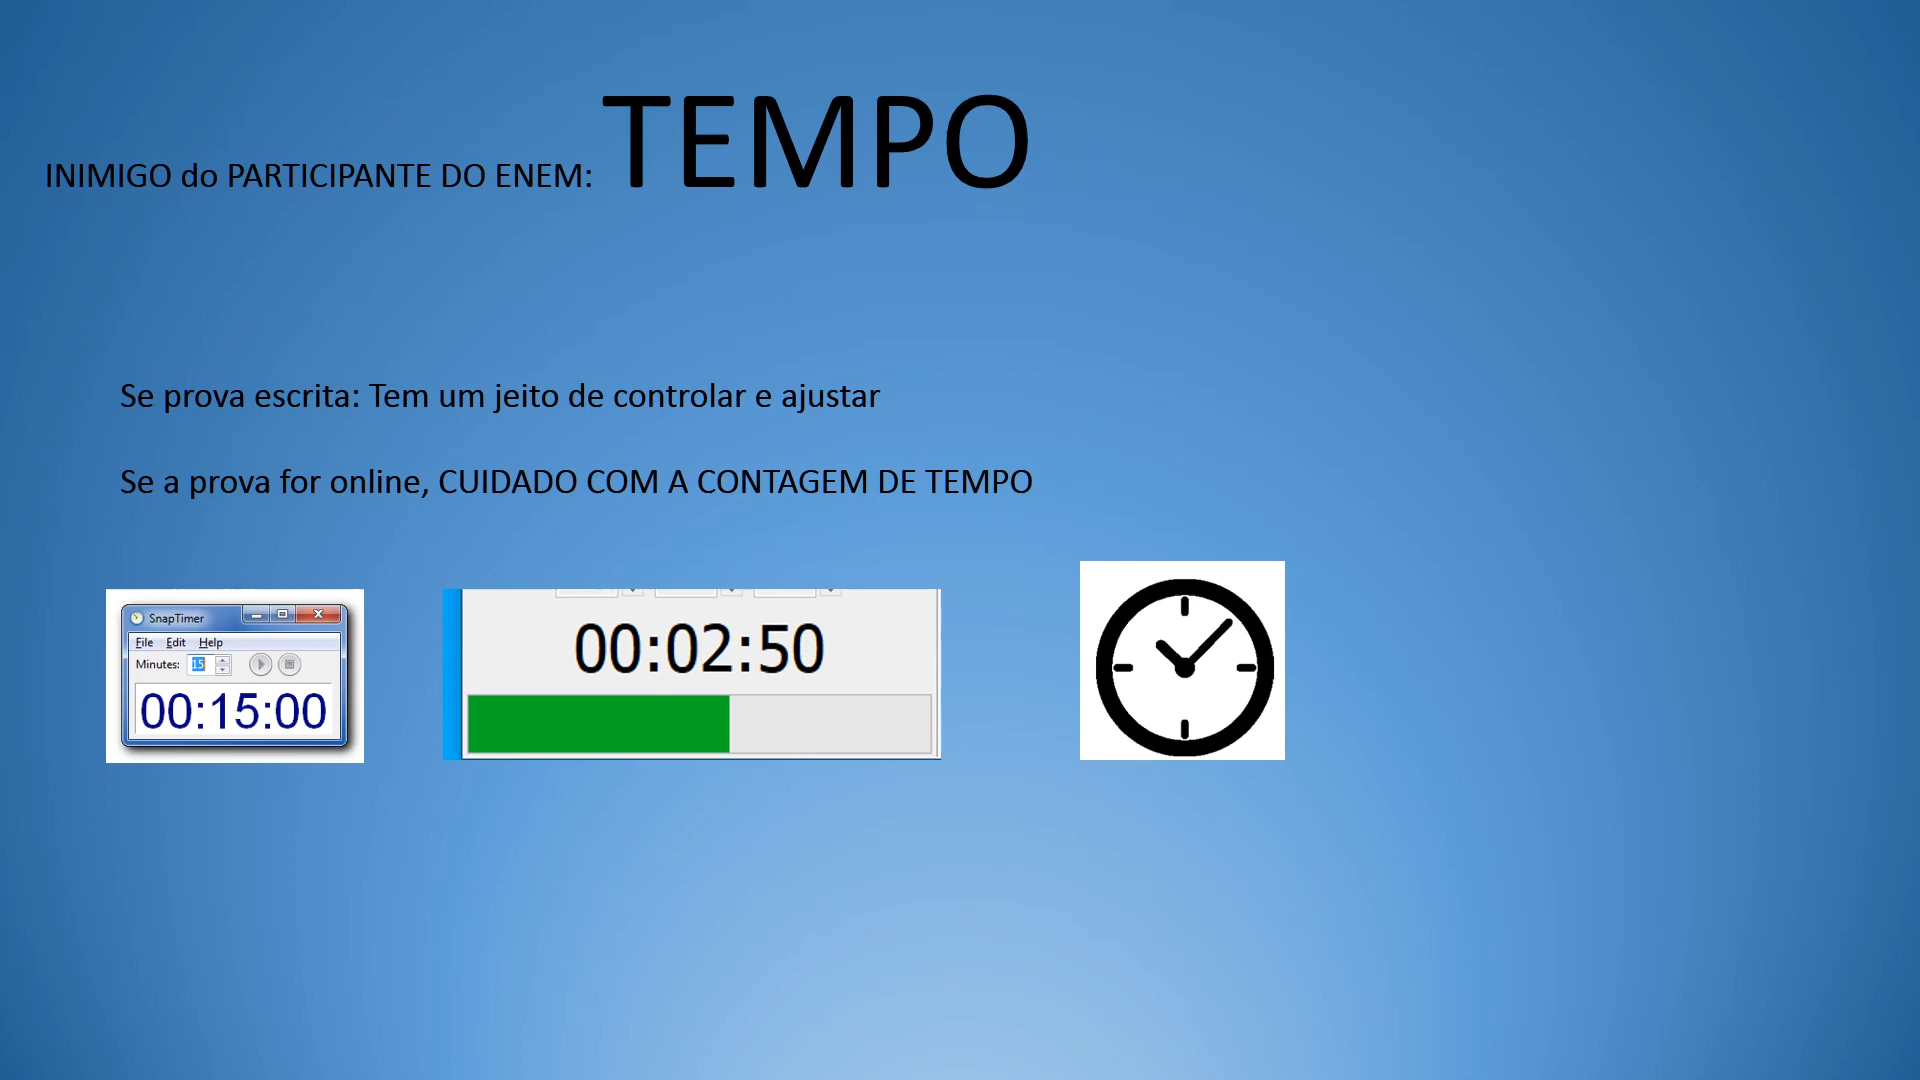 INIMIGO do PARTICIPANTE DO ENEM: TEMPO
Se prova escrita: Tem um jeito de controlar e ajustar
Se a prova for online, CUIDADO COM A CONTAGEM DE TEMPO
SnapTimer
File Edit Help
Minutes: 15
00:15:00
00:02:50